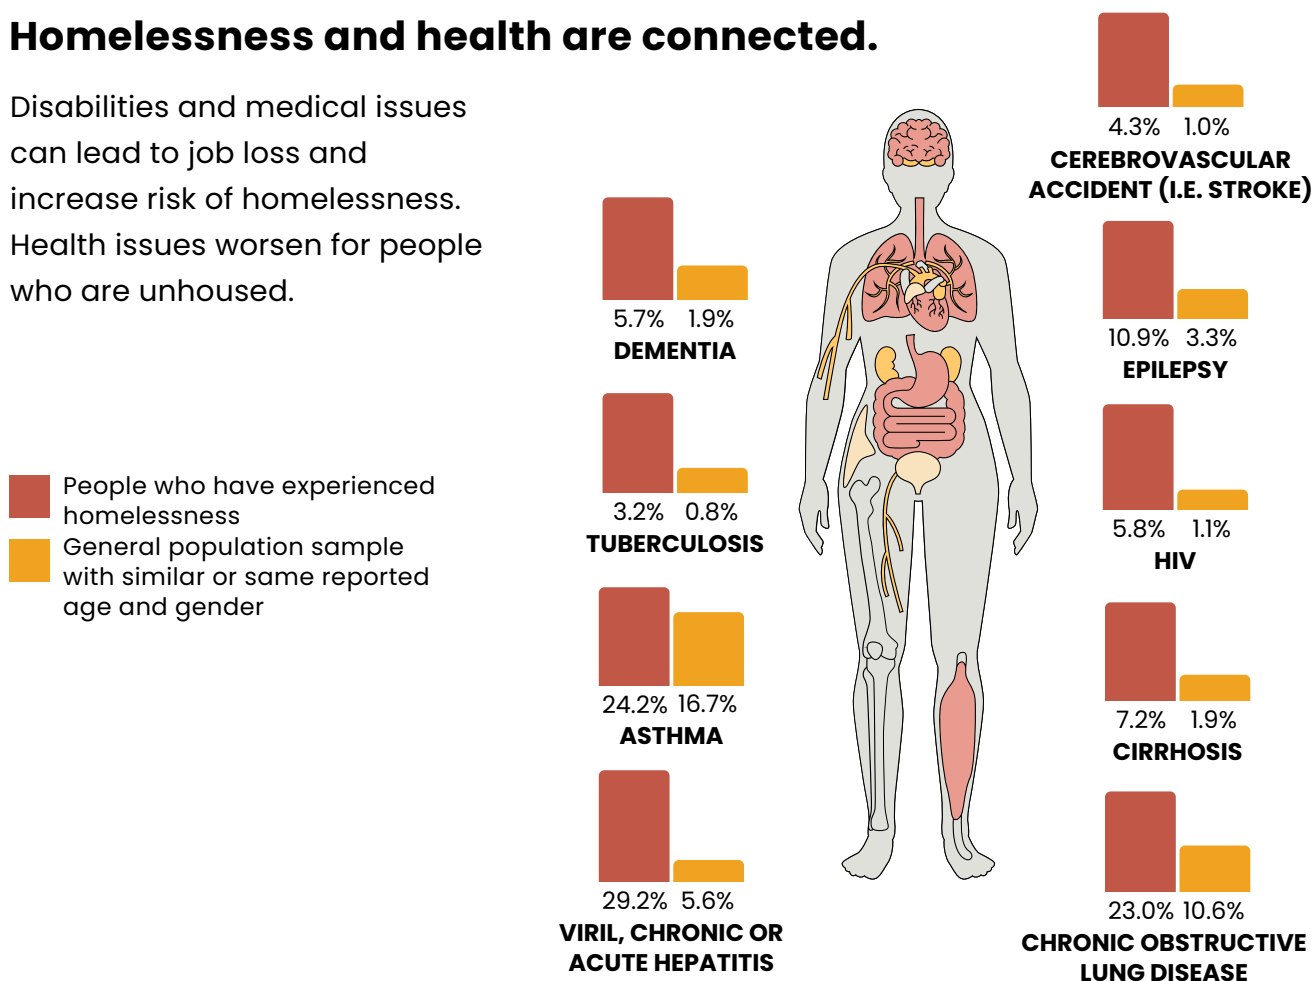 Homelessness and health are connected.
Disabilities and medical issues
can lead to job loss and
increase risk of homelessness.
Health issues worsen for people
who are unhoused.
People who have experienced
homelessness
General population sample
with similar or same reported
age and gender
5.7% 1.9%
DEMENTIA
3.2% 0.8%
TUBERCULOSIS
24.2% 16.7%
ASTHMA
29.2% 5.6%
VIRIL, CHRONIC OR
ACUTE HEPATITIS
4.3% 1.0%
CEREBROVASCULAR
ACCIDENT (I.E. STROKE)
10.9% 3.3%
EPILEPSY
5.8% 1.1%
HIV
7.2% 1.9%
CIRRHOSIS
23.0% 10.6%
CHRONIC OBSTRUCTIVE
LUNG DISEASE